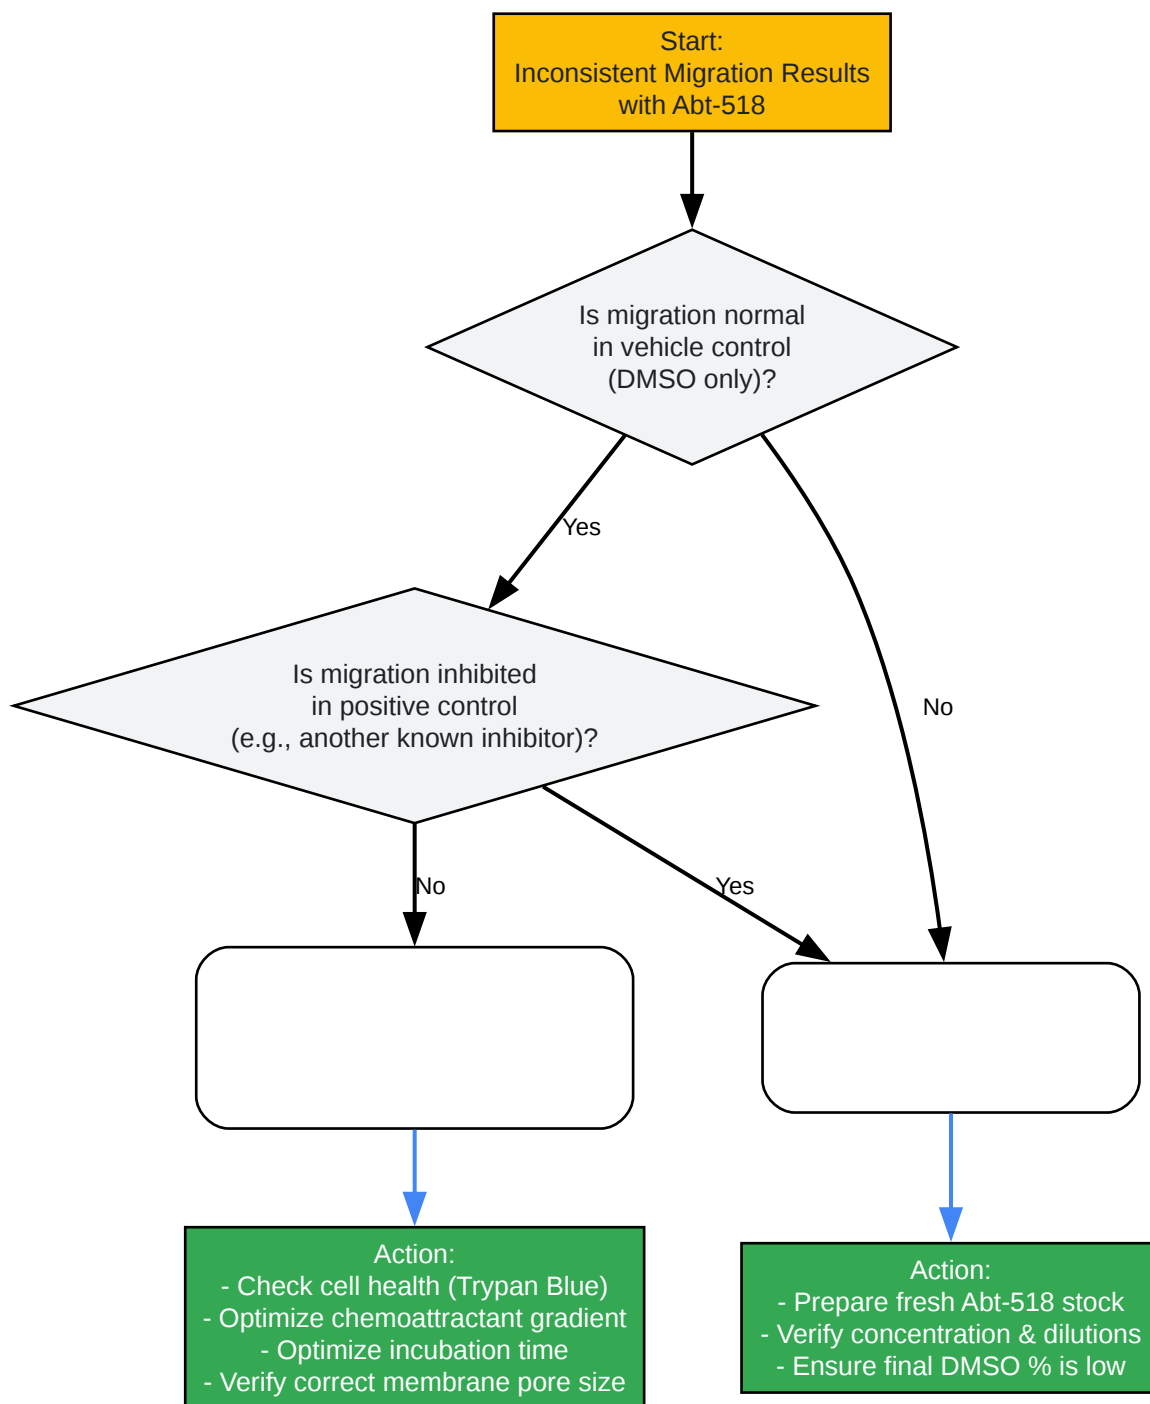 Start:
Inconsistent Migration Results
with Abt-518
Is migration normal
in vehicle control
(DMSO only)?
Yes
No
Is migration inhibited
in positive control
(e.g., another known inhibitor)?
No
Yes
Action:
- Check cell health (Trypan Blue)
- Optimize chemoattractant gradient
- Optimize incubation time
- Verify correct membrane pore size
Action:
- Prepare fresh Abt-518 stock
- Verify concentration & dilutions
- Ensure final DMSO % is low